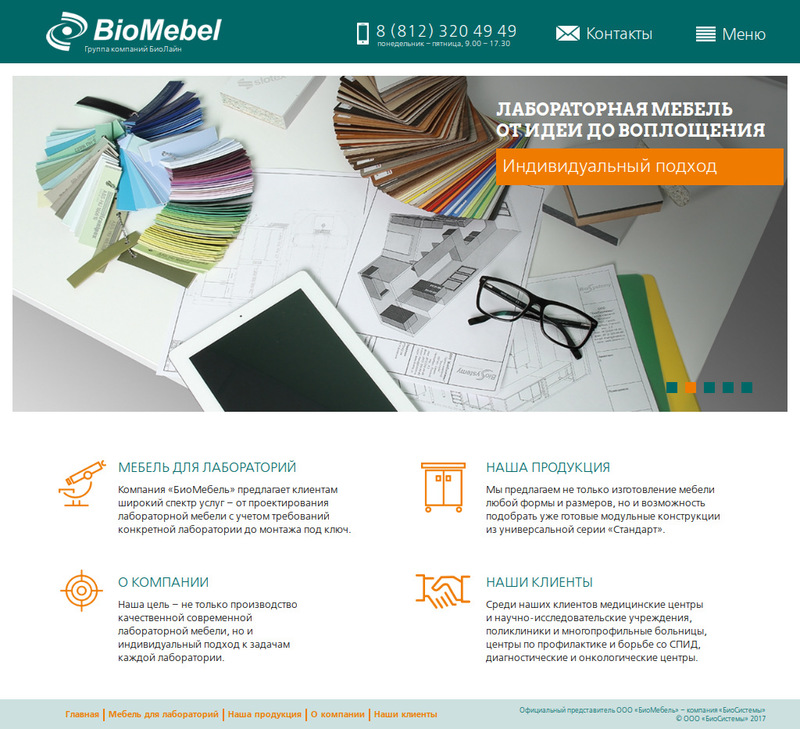 BioMebel
Группа компаний БиоЛайн
8 (812) 320 49 49
понедельник – пятница, 9.00 – 17.30
Контакты
Меню
ЛАБОРАТОРНАЯ МЕБЕЛЬ
ОТ ИДЕИ ДО ВОПЛОЩЕНИЯ
Индивидуальный подход
BioSystemy
МЕБЕЛЬ ДЛЯ ЛАБОРАТОРИЙ
Компания «БиоМебель» предлагает клиентам
широкий спектр услуг – от проектирования
лабораторной мебели с учетом требований
конкретной лаборатории до монтажа под ключ.
НАША ПРОДУКЦИЯ
Мы предлагаем не только изготовление мебели
любой формы и размеров, но и возможность
подобрать уже готовые модульные конструкции
из универсальной серии «Стандарт».
О КОМПАНИИ
Наша цель – не только производство
качественной современной
лабораторной мебели, но и
индивидуальный подход к задачам
каждой лаборатории.
НАШИ КЛИЕНТЫ
Среди наших клиентов медицинские центры
и научно-исследовательские учреждения,
поликлиники и многопрофильные больницы,
центры по профилактике и борьбе со СПИД,
диагностические и онкологические центры.
Главная | Мебель для лабораторий | Наша продукция | О компании | Наши клиенты
Официальный представитель ООО «БиоМебель» – компания «БиоСистемы»
© ООО «БиоСистемы» 2017